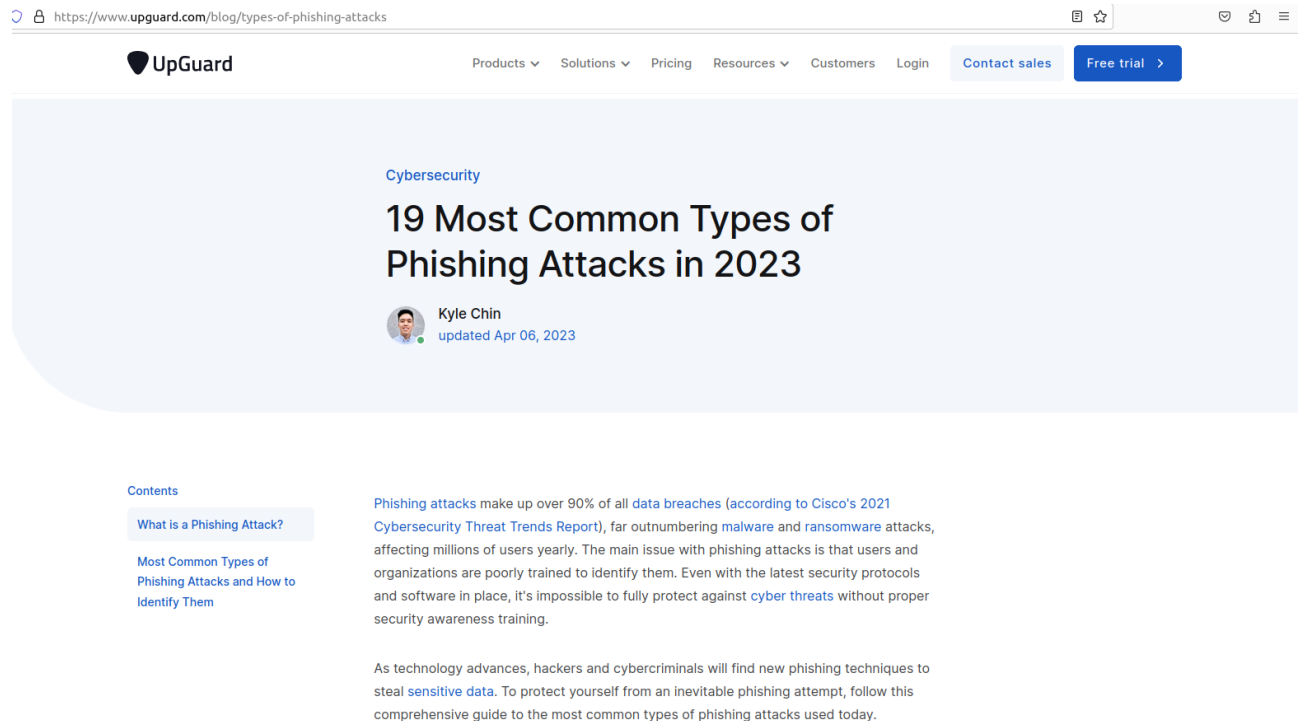 https://www.upguard.com/blog/types-of-phishing-attacks
UpGuard
Products
Solutions
Pricing
Resources
Customers
Login
Contact sales
Free trial
Cybersecurity
19 Most Common Types of
Phishing Attacks in 2023
Kyle Chin
updated Apr 06, 2023
Contents
What is a Phishing Attack?
Most Common Types of
Phishing Attacks and How to
Identify Them
Phishing attacks make up over 90% of all data breaches (according to Cisco's 2021
Cybersecurity Threat Trends Report), far outnumbering malware and ransomware attacks,
affecting millions of users yearly. The main issue with phishing attacks is that users and
organizations are poorly trained to identify them. Even with the latest security protocols
and software in place, it's impossible to fully protect against cyber threats without proper
security awareness training.
As technology advances, hackers and cybercriminals will find new phishing techniques to
steal sensitive data. To protect yourself from an inevitable phishing attempt, follow this
comprehensive guide to the most common types of phishing attacks used today.